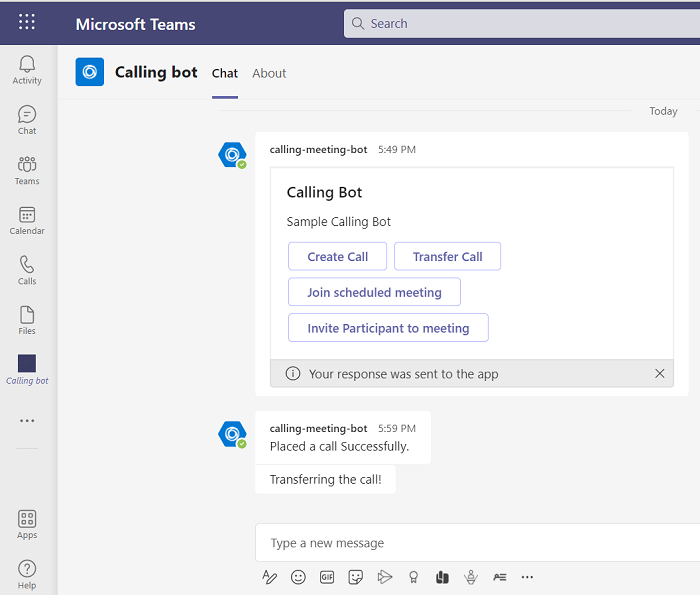 Microsoft Teams
Search
Activity
Chat
Teams
Calendar
Calls
Files
Calling bot
Apps
Help
Calling bot Chat About
Today
calling-meeting-bot 5:49 PM
Calling Bot
Sample Calling Bot
Create Call Transfer Call
Join scheduled meeting
Invite Participant to meeting
Your response was sent to the app
calling-meeting-bot 5:59 PM
Placed a call Successfully.
Transferring the call!
Type a new message
GIF